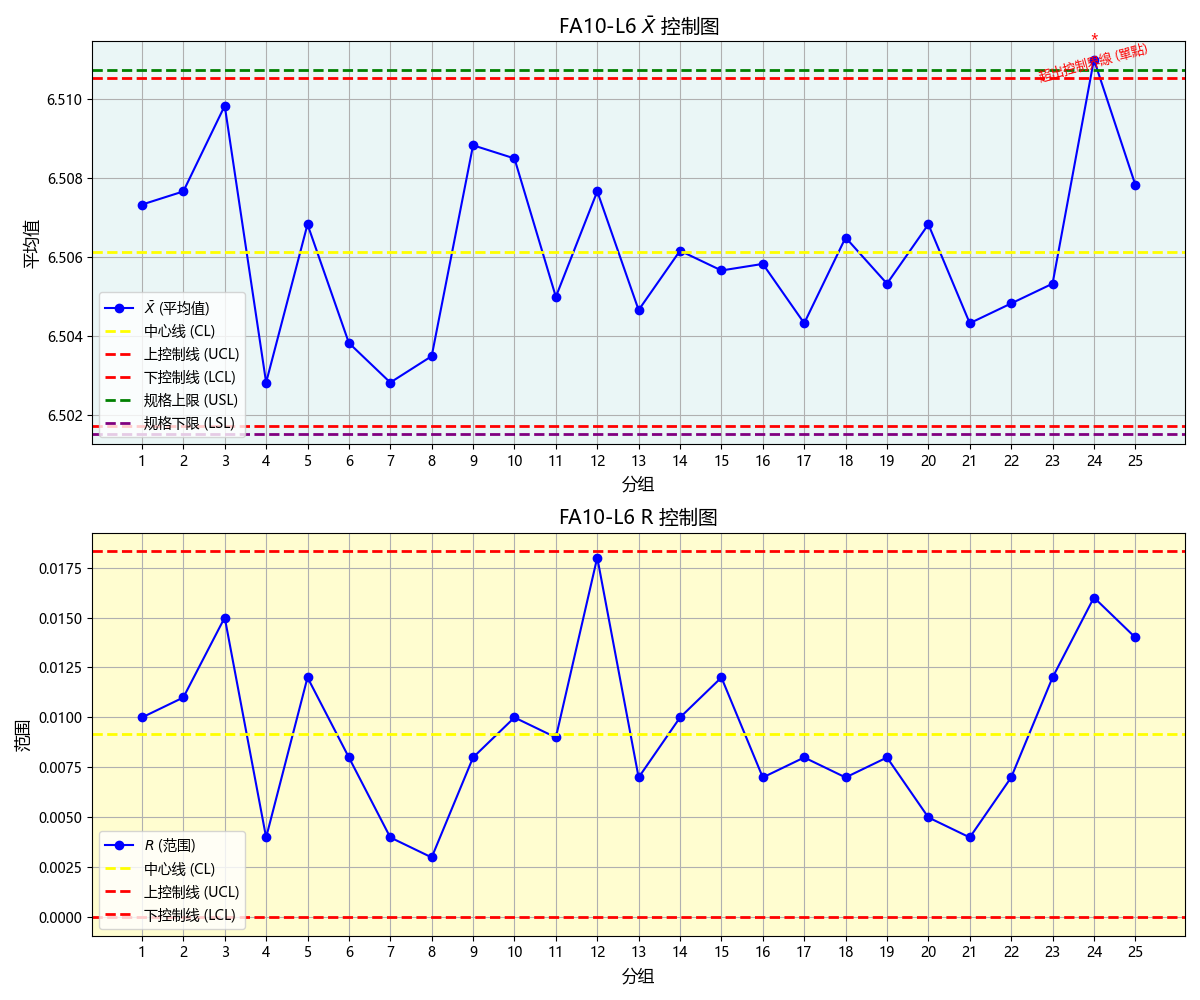 FA10-L6 X̄ 控制图
*
超出控制界線 (單點)
平均值
6.510
6.508
6.506
6.504
6.502
X̄ (平均值)
中心线 (CL)
上控制线 (UCL)
下控制线 (LCL)
规格上限 (USL)
规格下限 (LSL)
1 2 3 4 5 6 7 8 9 10 11 12 13 14 15 16 17 18 19 20 21 22 23 24 25
分组
FA10-L6 R 控制图
范围
0.0175
0.0150
0.0125
0.0100
0.0075
0.0050
0.0025
0.0000
R (范围)
中心线 (CL)
上控制线 (UCL)
下控制线 (LCL)
1 2 3 4 5 6 7 8 9 10 11 12 13 14 15 16 17 18 19 20 21 22 23 24 25
分组